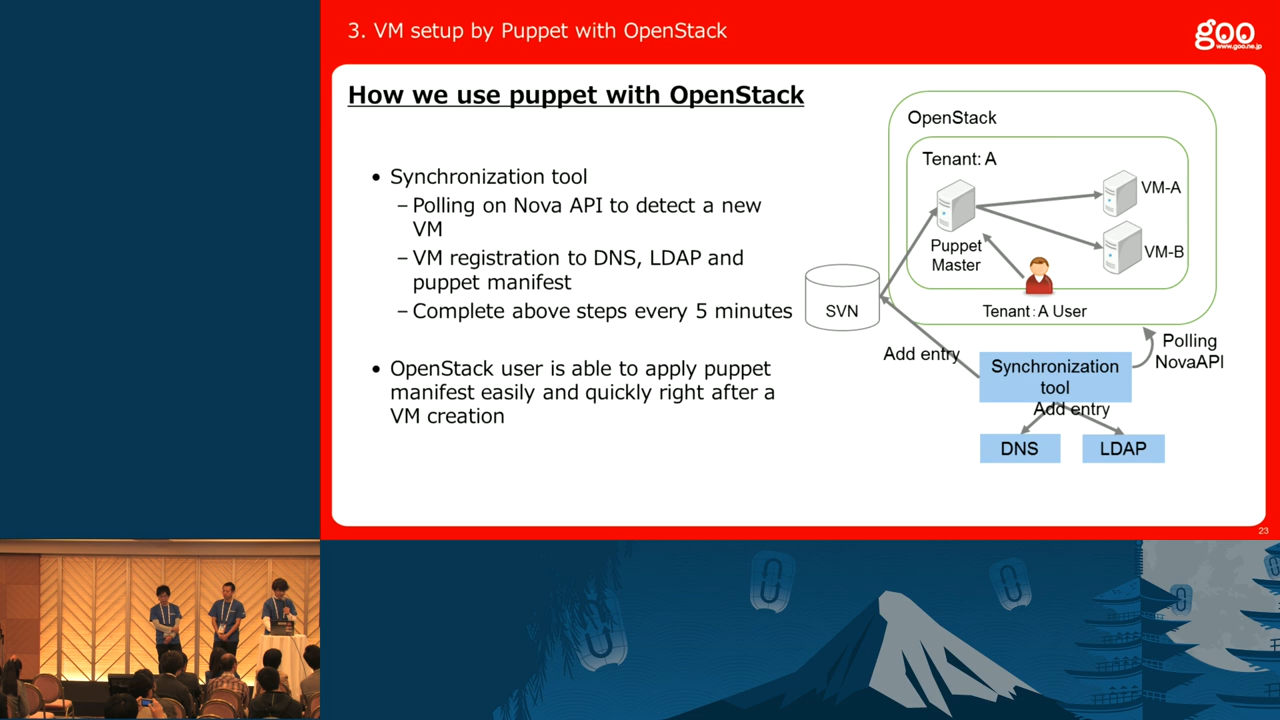 3. VM setup by Puppet with OpenStack
goo
www.goo.ne.jp
How we use puppet with OpenStack
• Synchronization tool
– Polling on Nova API to detect a new
VM
– VM registration to DNS, LDAP and
puppet manifest
– Complete above steps every 5 minutes
• OpenStack user is able to apply puppet
manifest easily and quickly right after a
VM creation
OpenStack
Tenant: A
VM-A
VM-B
Puppet
Master
Tenant: A User
SVN
Add entry
Polling
NovaAPI
Synchronization
tool
Add entry
DNS
LDAP
23